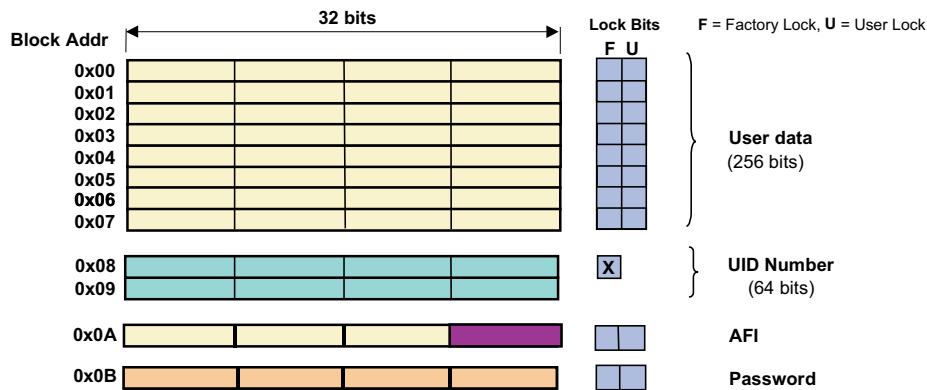 32 bits
Lock Bits
F = Factory Lock, U = User Lock
Block Addr
F U
0x00
0x01
0x02
0x03
0x04
0x05
0x06
0x07
User data
(256 bits)
0x08
0x09
X
UID Number
(64 bits)
0x0A
AFI
0x0B
Password